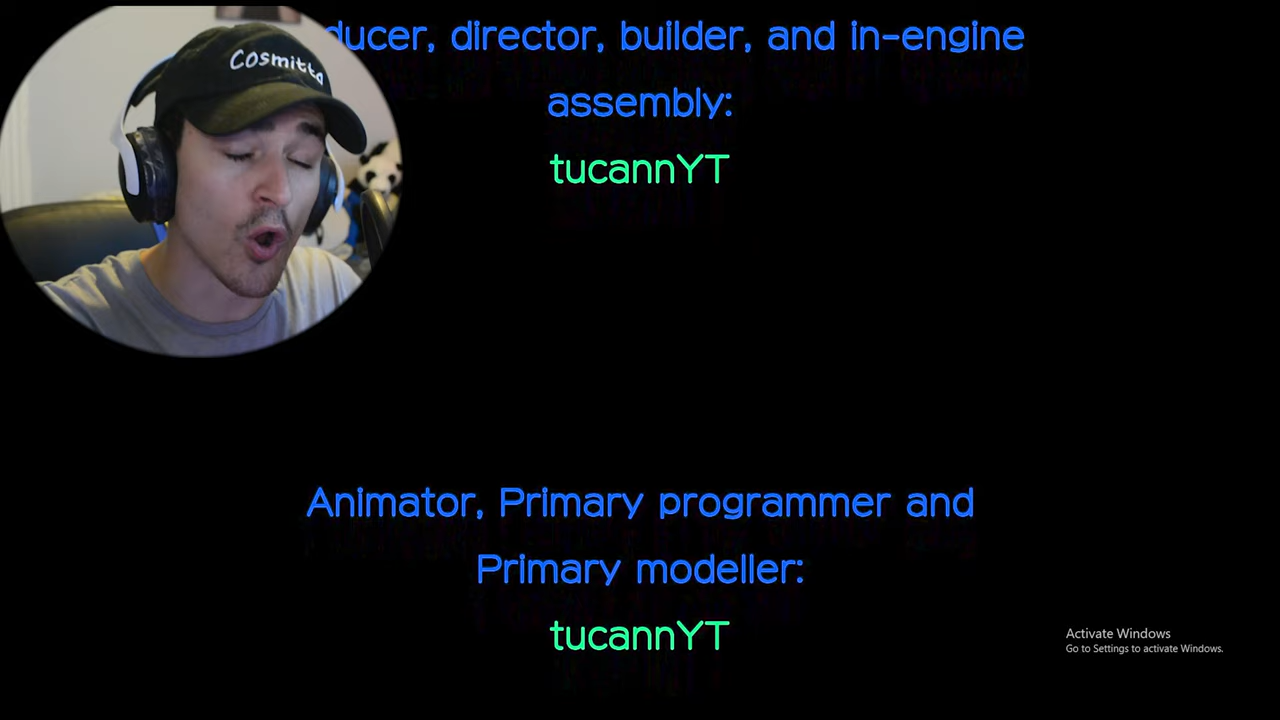 Cosmitta
ducer, director, builder, and in-engine
assembly:
tucannYT
Animator, Primary programmer and
Primary modeller:
tucannYT
Activate Windows
Go to Settings to activate Windows.